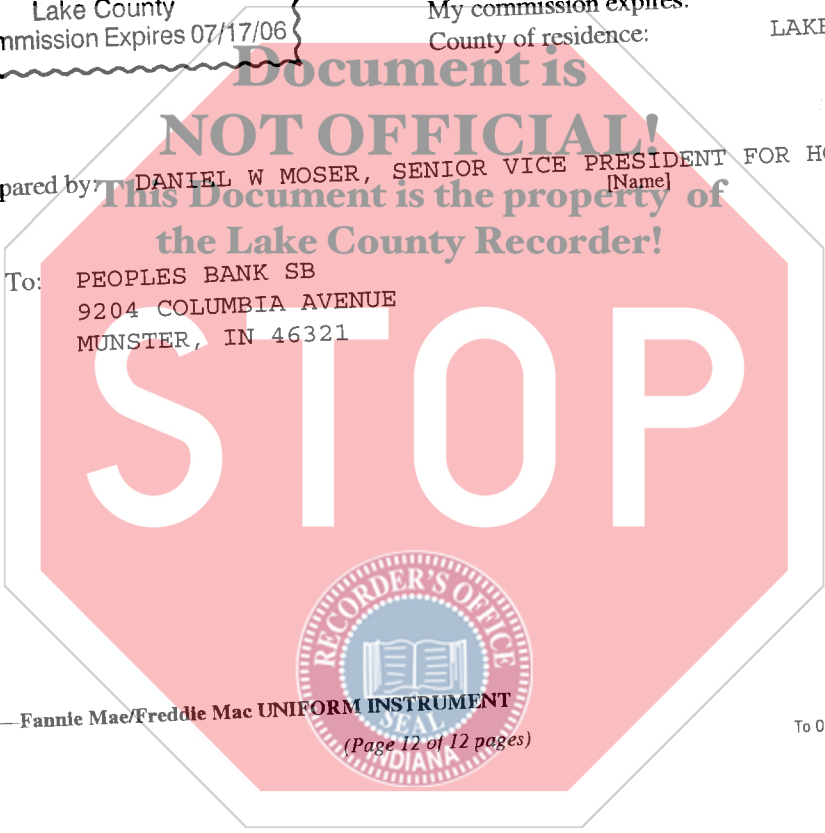 Lake County
mmission Expires 07/17/06
My commission expires:
County of residence:
LAKE
Document is
NOT OFFICIAL!
pared by: DANIEL W MOSER, SENIOR VICE PRESIDENT FOR HO
[Name]
This Document is the property of
the Lake County Recorder!
To: PEOPLES BANK SB
9204 COLUMBIA AVENUE
MUNSTER, IN 46321
STOP
RECORDER'S OFFICE
SEAL
INDIANA
—Fannie Mae/Freddie Mac UNIFORM INSTRUMENT
(Page 12 of 12 pages)
To O